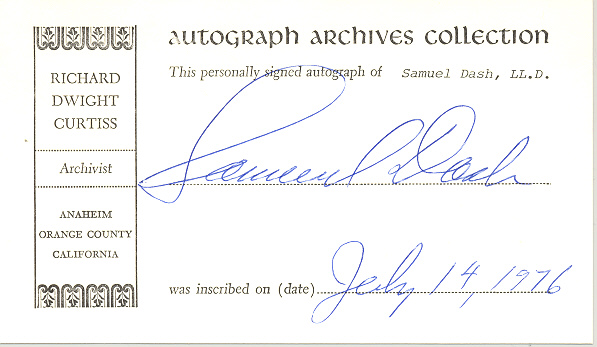 AUTOGRAPH ARCHIVES COLLECTION
This personally signed autograph of Samuel Dash, LL.D.
Samuel Dash
was inscribed on (date) July 14, 1976
RICHARD
DWIGHT
CURTISS
Archivist
ANAHEIM
ORANGE COUNTY
CALIFORNIA